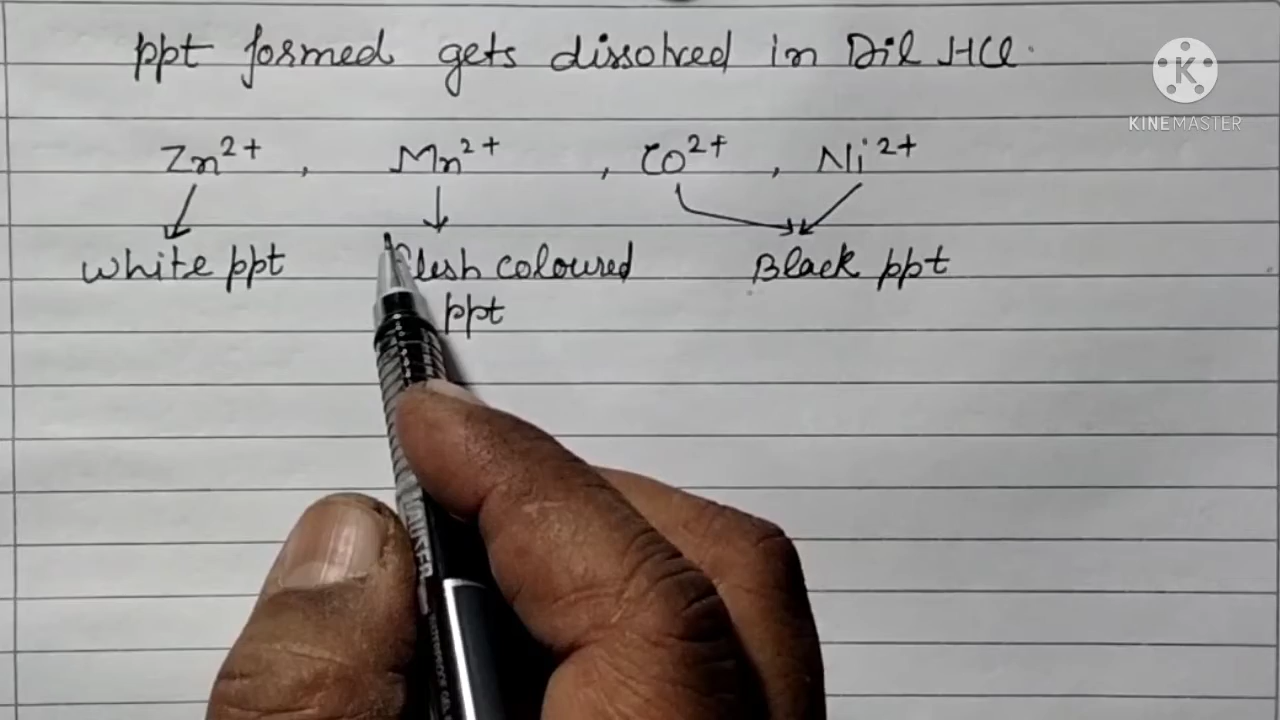 ppt formed gets dissolved in Dil HCl.
Zn2+ , Mn2+ , Co2+ , Ni2+
White ppt flesh coloured Black ppt
ppt
KINEMASTER